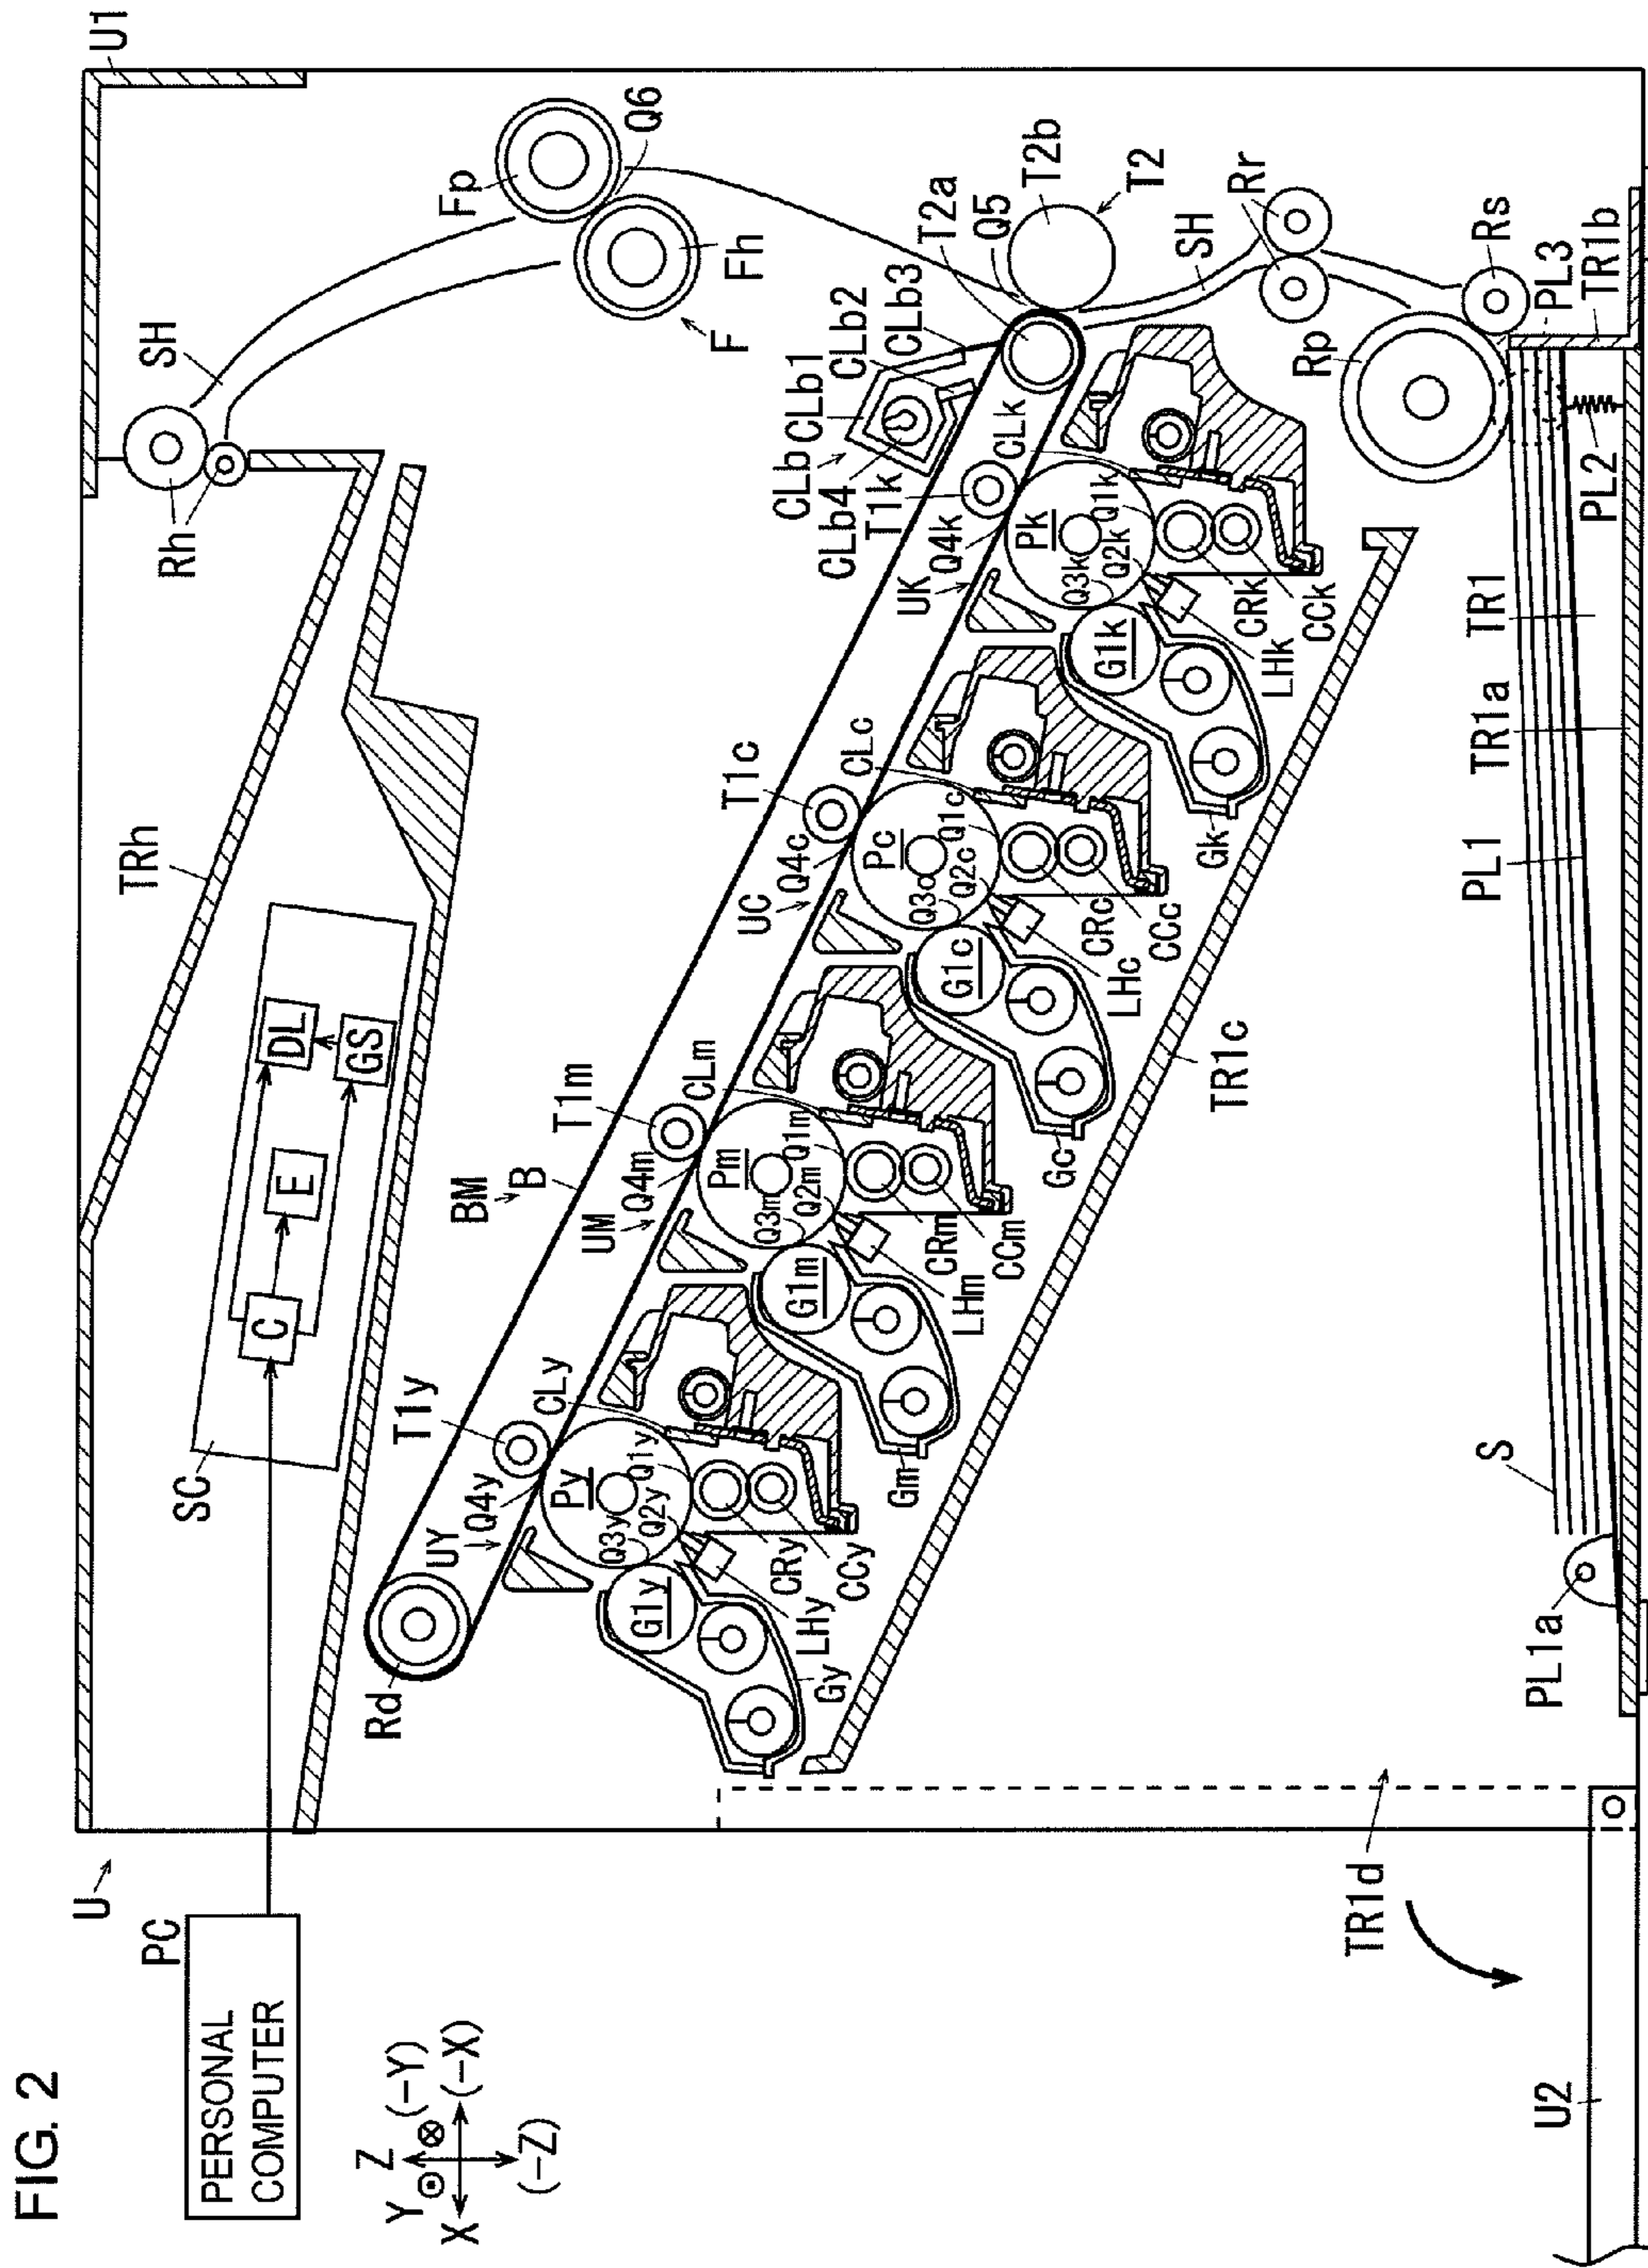 FIG. 2
PERSONAL
COMPUTER
PC
U
U1
Z
Y
(-Y)
X
(-X)
(-Z)
TRh
SH
Rh
Fp
Q6
Fh
F
SC
C
E
DL
GS
Rd
T1y
T1m
T1c
T1k
BM
B
UY
UM
UC
UK
Q4y
Q4m
Q4c
Q4k
CLy
CLm
CLc
CLk
CLb
CLb1
CLb2
CLb3
CLb4
T2a
Q5
T2b
T2
SH
Rr
Rs
Rp
Py
Q1y
Q2y
Q3y
G1y
Pm
Q1m
Q2m
Q3m
G1m
Pc
Q1c
Q2c
Q3c
G1c
Pk
Q1k
Q2k
Q3k
G1k
LHy
CRy
CCy
Gy
LHm
CRm
CCm
Gm
LHc
CRc
CCc
Gc
LHk
CRk
CCk
Gk
TR1c
PL3
TR1b
PL2
TR1
TR1a
PL1
S
PL1a
TR1d
U2